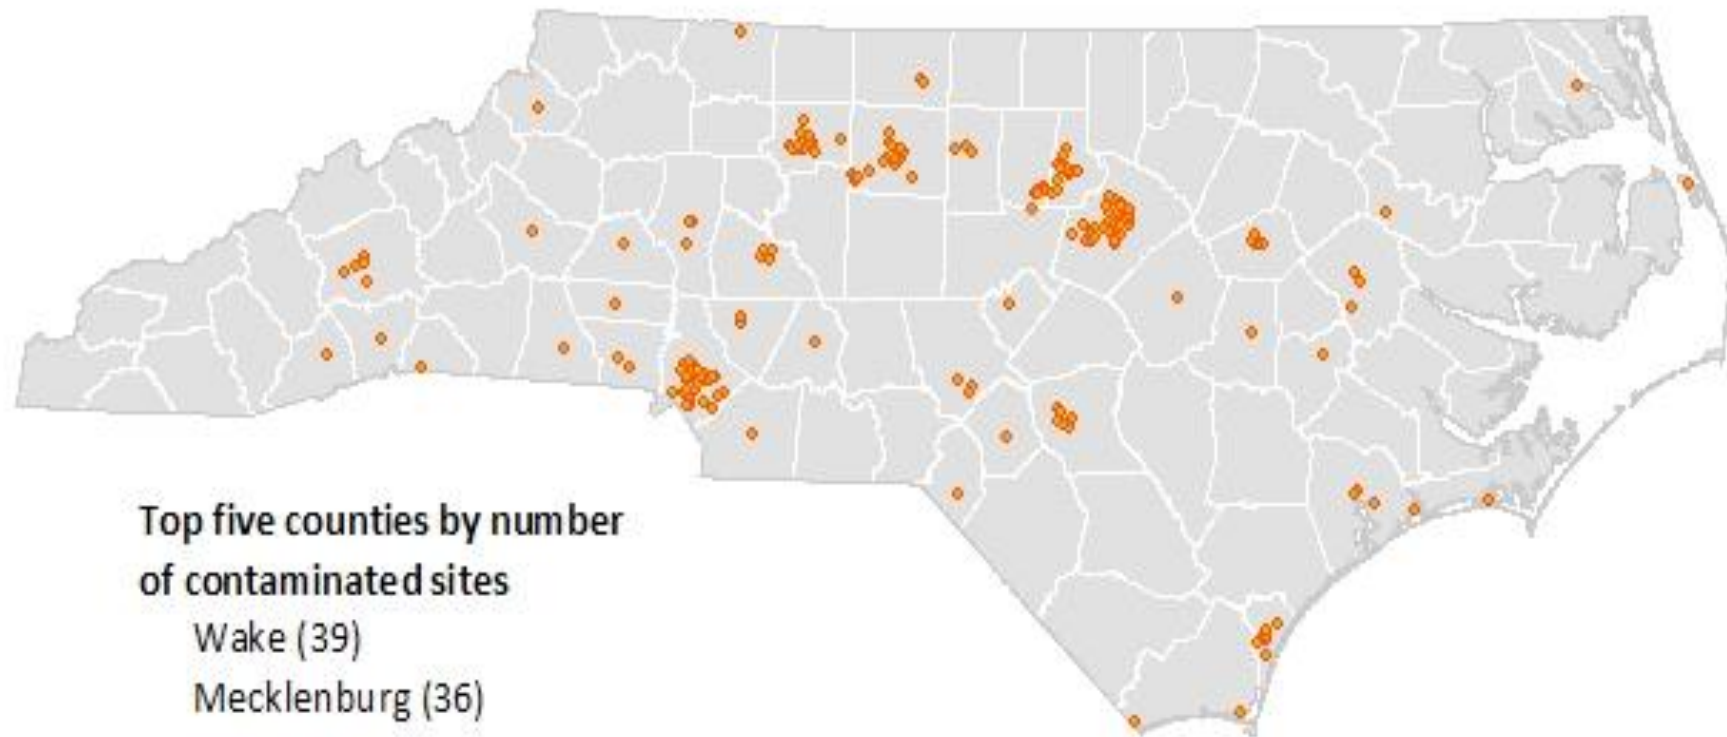 Top five counties by number
of contaminated sites
Wake (39)
Mecklenburg (36)